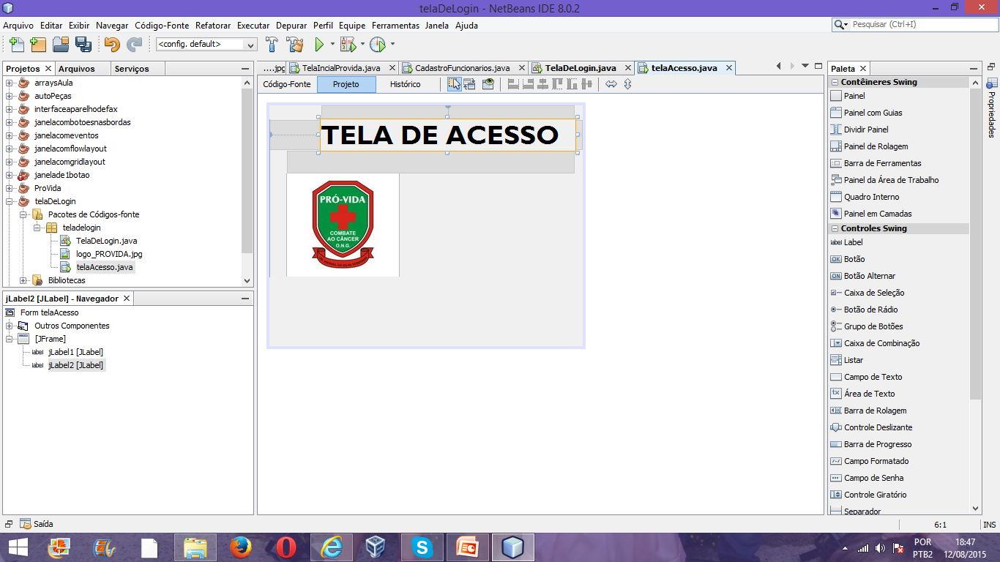 telaDeLogin - NetBeans IDE 8.0.2
Arquivo Editar Exibir Navegar Código-Fonte Refatorar Executar Depurar Perfil Equipe Ferramentas Janela Ajuda
Pesquisar (Ctrl+I)
<config. default>
Projetos Arquivos Serviços
arraysAula
autoPeças
interfaceaparelhodefax
janelacombotoesnasbordas
janelacomeventos
janelacomflowlayout
janelacomgridlayout
janelade1botao
ProVida
telaDeLogin
Pacotes de Códigos-fonte
teladelogin
TelaDeLogin.java
logo_PROVIDA.jpg
telaAcesso.java
Bibliotecas
jLabel2 [JLabel] - Navegador
Form telaAcesso
Outros Componentes
[JFrame]
label jLabel1 [JLabel]
label jLabel2 [JLabel]
....jpg TelaIncialProvida.java CadastroFuncionarios.java TelaDeLogin.java telaAcesso.java
Código-Fonte Projeto Histórico
TELA DE ACESSO
PRÓ-VIDA
COMBATE
AO CÂNCER
O.N.G.
Paleta
Contêineres Swing
Painel
Painel com Guias
Dividir Painel
Painel de Rolagem
Barra de Ferramentas
Painel da Área de Trabalho
Quadro Interno
Painel em Camadas
Controles Swing
label Label
OK Botão
ON Botão Alternar
Caixa de Seleção
Botão de Rádio
Grupo de Botões
Caixa de Combinação
Listar
Campo de Texto
Área de Texto
Barra de Rolagem
Controle Deslizante
Barra de Progresso
Campo Formatado
Campo de Senha
Controle Giratório
Separador
Propriedades
Saída
6:1 INS
POR
PTB2
18:47
12/08/2015